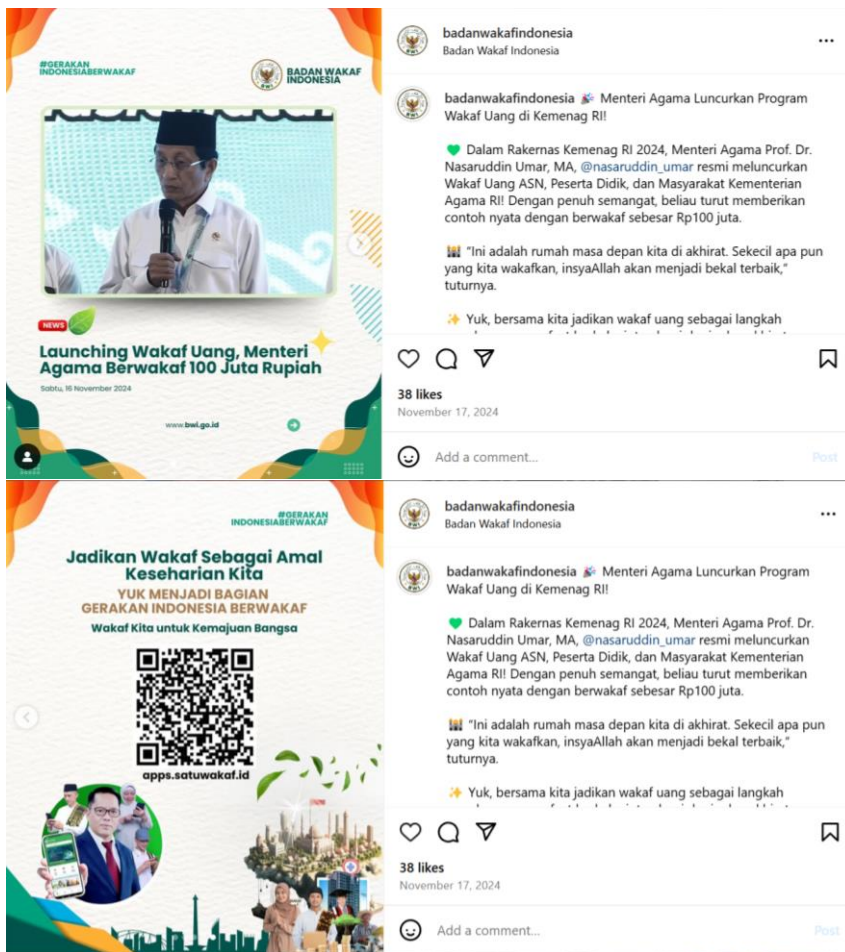 #GERAKAN
INDONESIABERWAKAF
BWI
BADAN WAKAF
INDONESIA
NEWS
Launching Wakaf Uang, Menteri
Agama Berwakaf 100 Juta Rupiah
Sabtu, 16 November 2024
www.bwi.go.id
badanwakafindonesia
Badan Wakaf Indonesia
badanwakafindonesia 🎉 Menteri Agama Luncurkan Program
Wakaf Uang di Kemenag RI!
💚 Dalam Rakernas Kemenag RI 2024, Menteri Agama Prof. Dr.
Nasaruddin Umar, MA, @nasaruddin_umar resmi meluncurkan
Wakaf Uang ASN, Peserta Didik, dan Masyarakat Kementerian
Agama RI! Dengan penuh semangat, beliau turut memberikan
contoh nyata dengan berwakaf sebesar Rp100 juta.
🕌 "Ini adalah rumah masa depan kita di akhirat. Sekecil apa pun
yang kita wakafkan, insyaAllah akan menjadi bekal terbaik,"
tuturnya.
✨ Yuk, bersama kita jadikan wakaf uang sebagai langkah
38 likes
November 17, 2024
Add a comment...
Post
#GERAKAN
INDONESIABERWAKAF
Jadikan Wakaf Sebagai Amal
Keseharian Kita
YUK MENJADI BAGIAN
GERAKAN INDONESIA BERWAKAF
Wakaf Kita untuk Kemajuan Bangsa
apps.satuwakaf.id
badanwakafindonesia
Badan Wakaf Indonesia
badanwakafindonesia 🎉 Menteri Agama Luncurkan Program
Wakaf Uang di Kemenag RI!
💚 Dalam Rakernas Kemenag RI 2024, Menteri Agama Prof. Dr.
Nasaruddin Umar, MA, @nasaruddin_umar resmi meluncurkan
Wakaf Uang ASN, Peserta Didik, dan Masyarakat Kementerian
Agama RI! Dengan penuh semangat, beliau turut memberikan
contoh nyata dengan berwakaf sebesar Rp100 juta.
🕌 "Ini adalah rumah masa depan kita di akhirat. Sekecil apa pun
yang kita wakafkan, insyaAllah akan menjadi bekal terbaik,"
tuturnya.
✨ Yuk, bersama kita jadikan wakaf uang sebagai langkah
38 likes
November 17, 2024
Add a comment...
Post